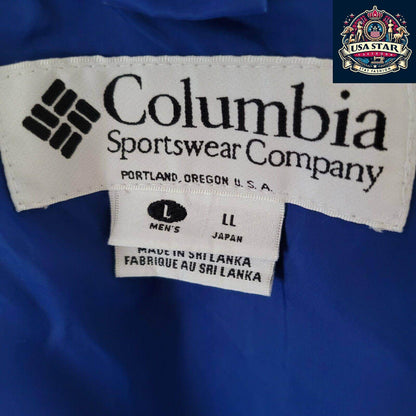 USA STAR
Columbia
Sportswear Company
PORTLAND, OREGON U.S.A.
L
MEN'S
LL
JAPAN
MADE IN SRI LANKA
FABRIQUE AU SRI LANKA